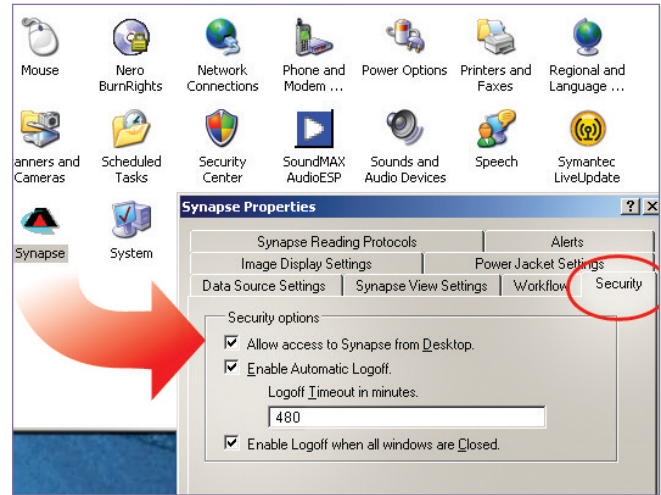 Mouse
Nero
BurnRights
Network
Connections
Phone and
Modem ...
Power Options
Printers and
Faxes
Regional and
Language ...
anners and
Cameras
Scheduled
Tasks
Security
Center
SoundMAX
AudioESP
Sounds and
Audio Devices
Speech
Symantec
LiveUpdate
Synapse
System
Synapse Properties
Synapse Reading Protocols
Alerts
Image Display Settings
Power Jacket Settings
Data Source Settings
Synapse View Settings
Workflow
Security
Security options
Allow access to Synapse from Desktop.
Enable Automatic Logoff.
Logoff Timeout in minutes.
480
Enable Logoff when all windows are Closed.